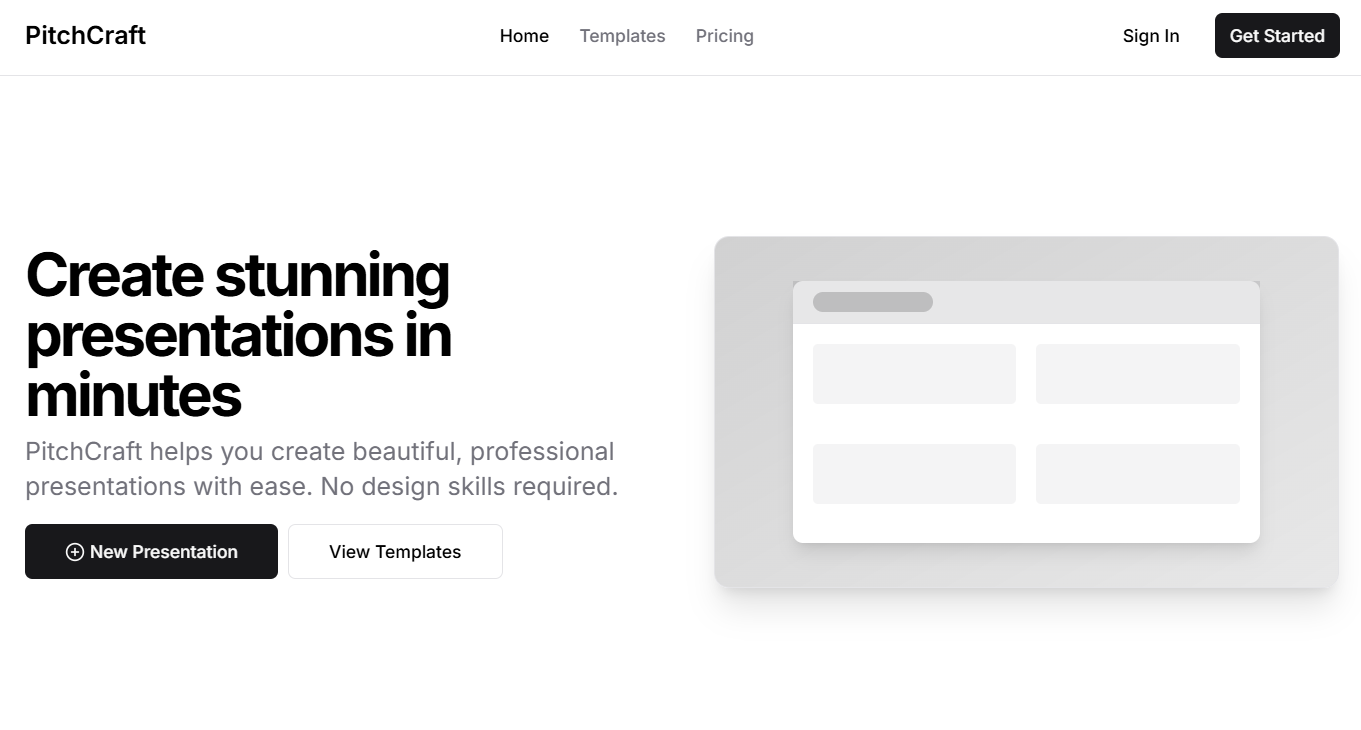 PitchCraft
Home Templates Pricing
Sign In Get Started
Create stunning
presentations in
minutes
PitchCraft helps you create beautiful, professional
presentations with ease. No design skills required.
New Presentation View Templates